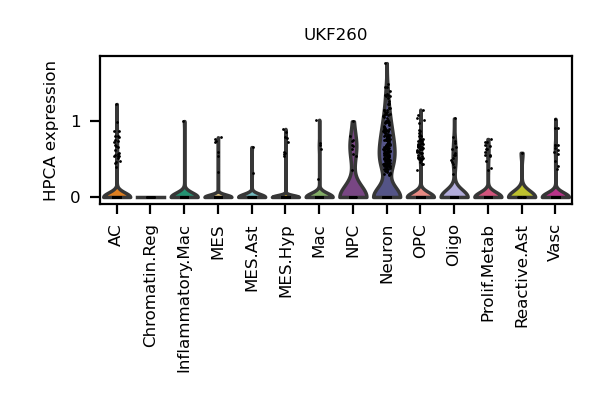 UKF260
HPCA expression
1
0
AC
Chromatin.Reg
Inflammatory.Mac
MES
MES.Ast
MES.Hyp
Mac
NPC
Neuron
OPC
Oligo
Prolif.Metab
Reactive.Ast
Vasc